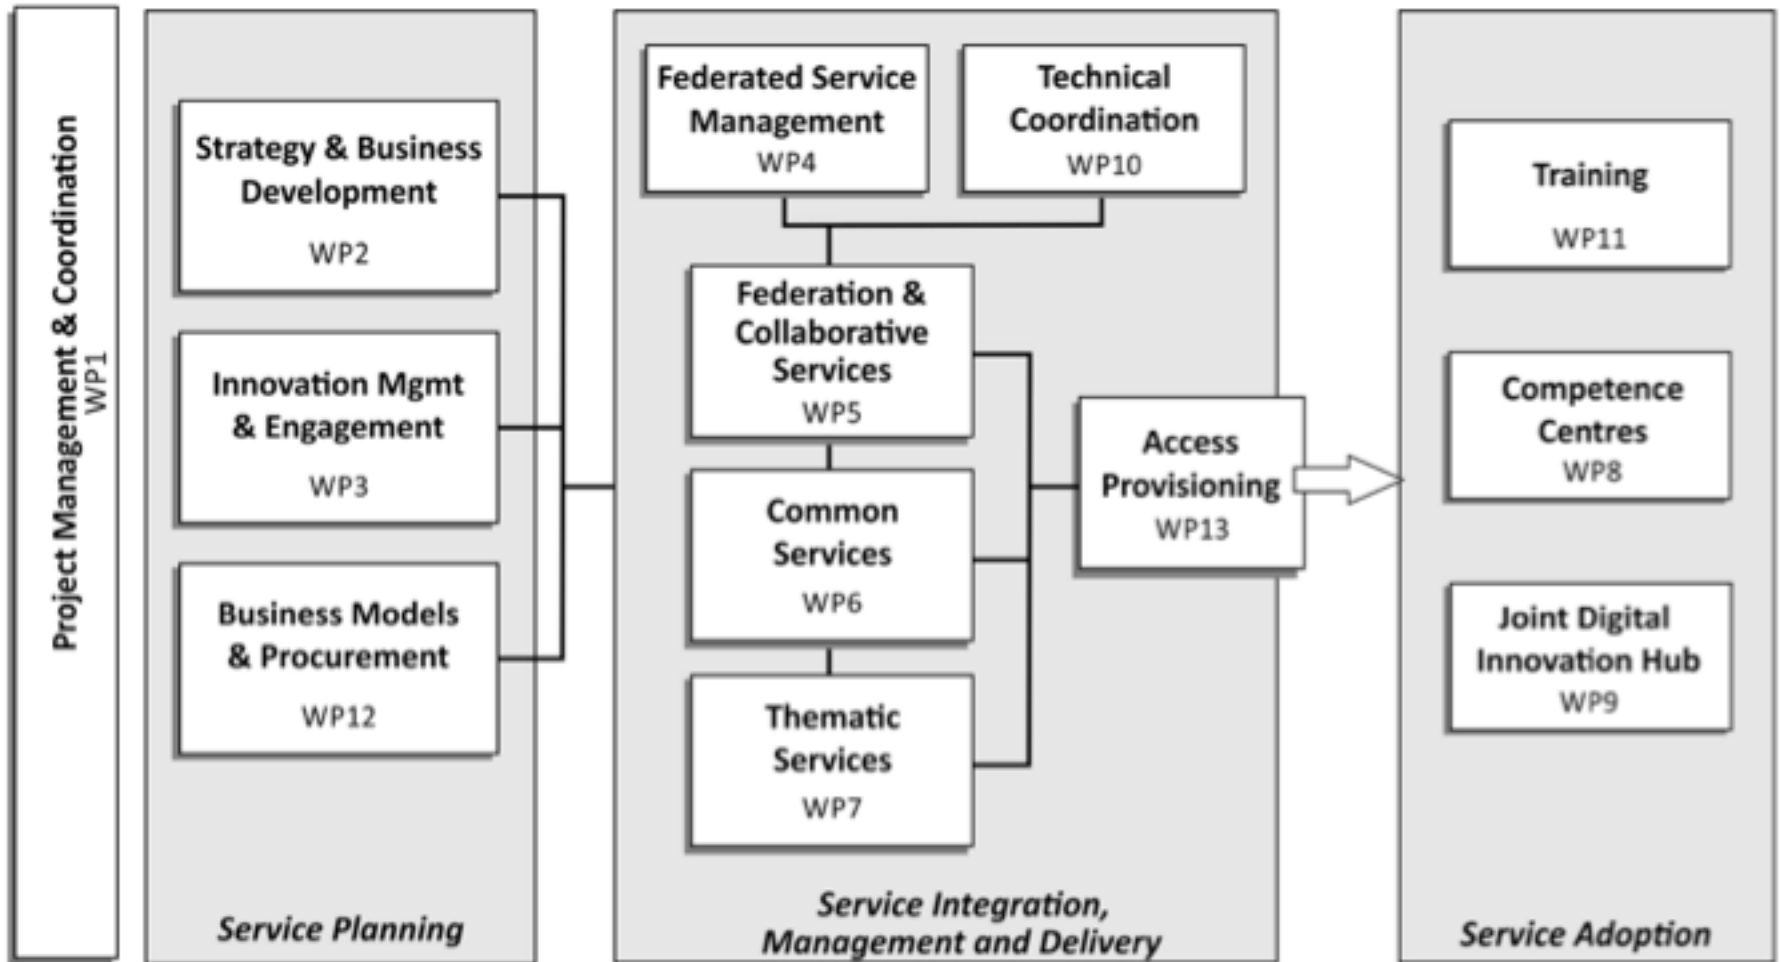 Project Management & Coordination
WP1
Strategy & Business
Development
WP2
Innovation Mgmt
& Engagement
WP3
Business Models
& Procurement
WP12
Service Planning
Federated Service
Management
WP4
Technical
Coordination
WP10
Federation &
Collaborative
Services
WP5
Common
Services
WP6
Thematic
Services
WP7
Access
Provisioning
WP13
Service Integration,
Management and Delivery
Training
WP11
Competence
Centres
WP8
Joint Digital
Innovation Hub
WP9
Service Adoption